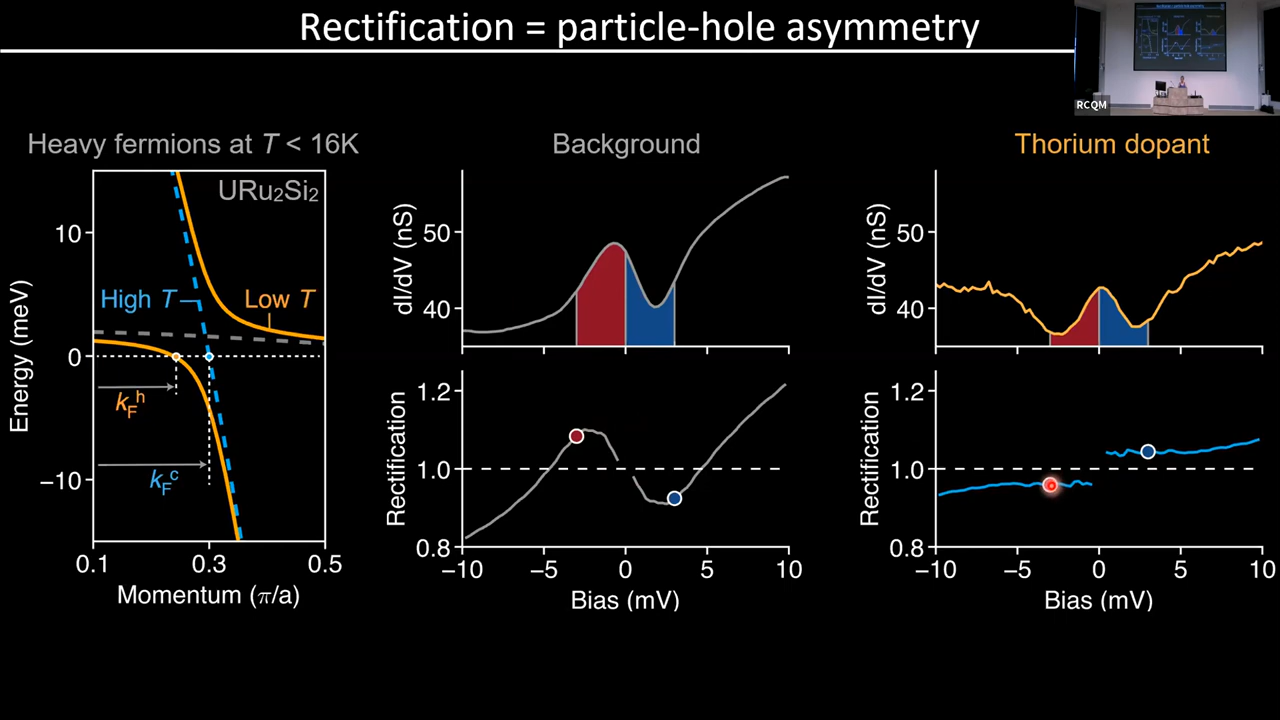 Rectification = particle-hole asymmetry
RCQM
Heavy fermions at T < 16K
URu₂Si₂
High T
Low T
10
0
−10
Energy (meV)
kFʰ
kFᶜ
0.1
0.3
0.5
Momentum (π/a)
Background
dI/dV (nS)
50
40
Rectification
1.2
1.0
0.8
−10
−5
0
5
10
Bias (mV)
Thorium dopant
dI/dV (nS)
50
40
Rectification
1.2
1.0
0.8
−10
−5
0
5
10
Bias (mV)